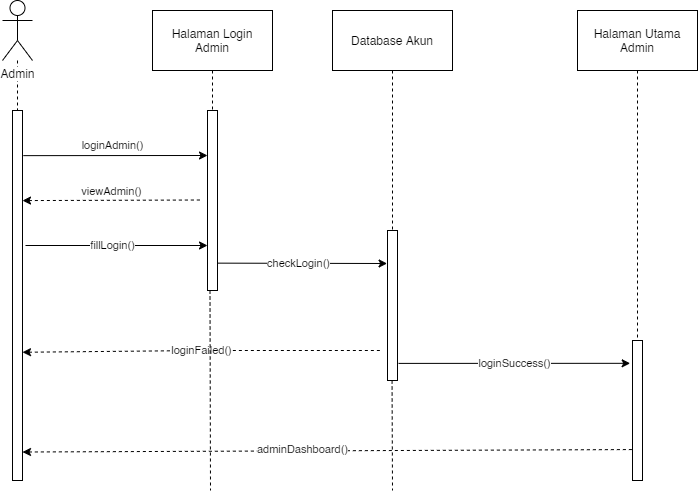 Halaman Login
Admin
Database Akun
Halaman Utama
Admin
Admin
loginAdmin()
viewAdmin()
fillLogin()
checkLogin()
loginFailed()
loginSuccess()
adminDashboard()